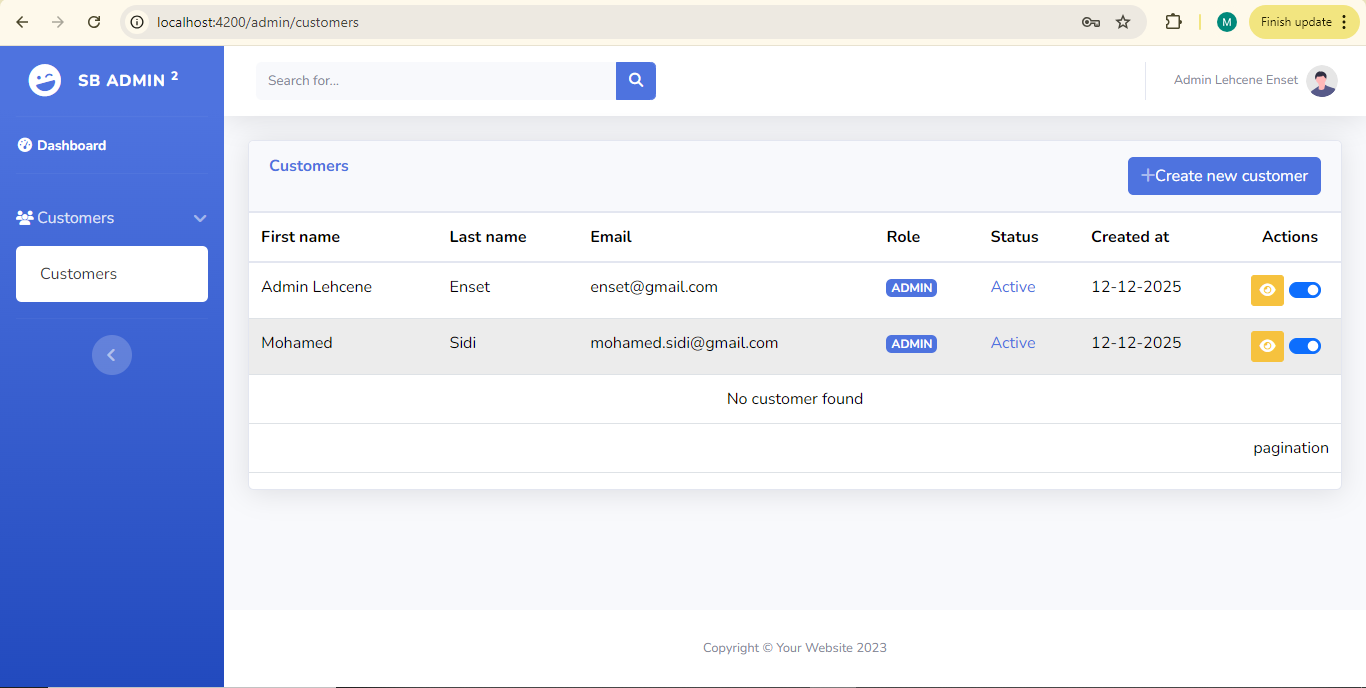 localhost:4200/admin/customers
M
Finish update
SB ADMIN 2
Search for...
Admin Lehcene Enset
Dashboard
Customers
Customers
Customers
+Create new customer
First name Last name Email Role Status Created at Actions
Admin Lehcene Enset enset@gmail.com ADMIN Active 12-12-2025
Mohamed Sidi mohamed.sidi@gmail.com ADMIN Active 12-12-2025
No customer found
pagination
Copyright © Your Website 2023